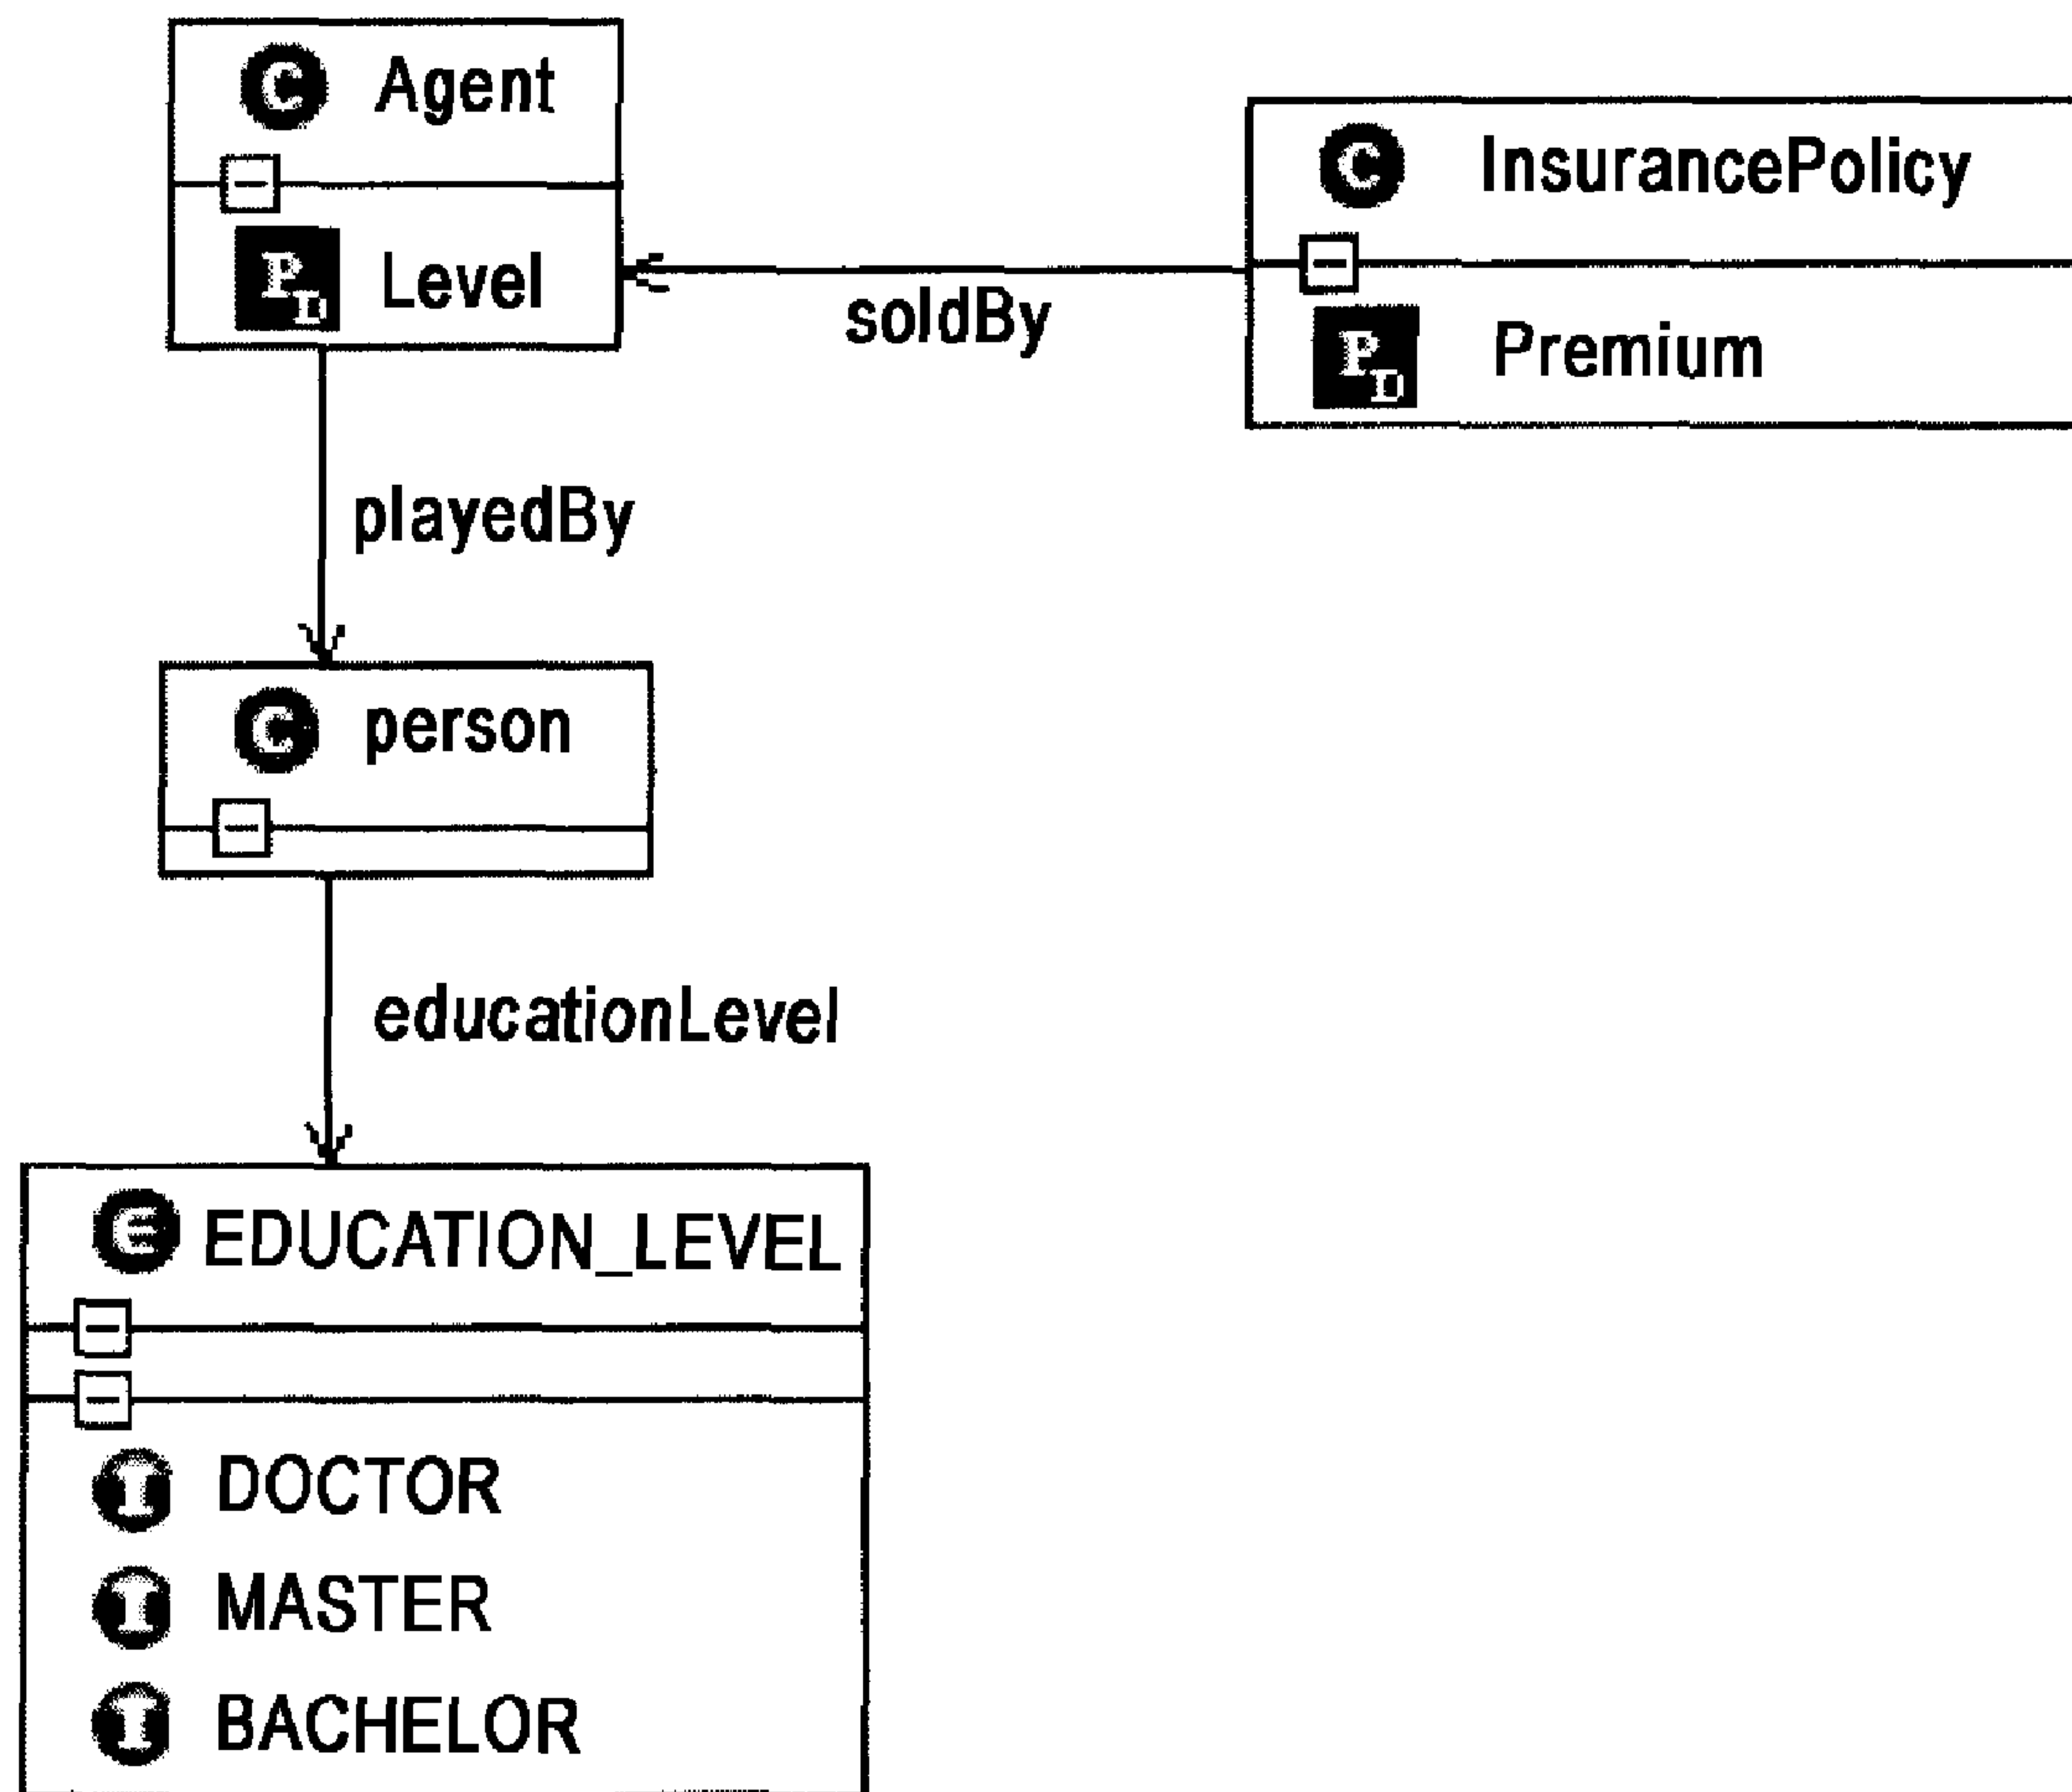 C Agent
P D Level
C InsurancePolicy
P D Premium
soldBy
playedBy
C person
educationLevel
E EDUCATION_LEVEL
I DOCTOR
I MASTER
I BACHELOR